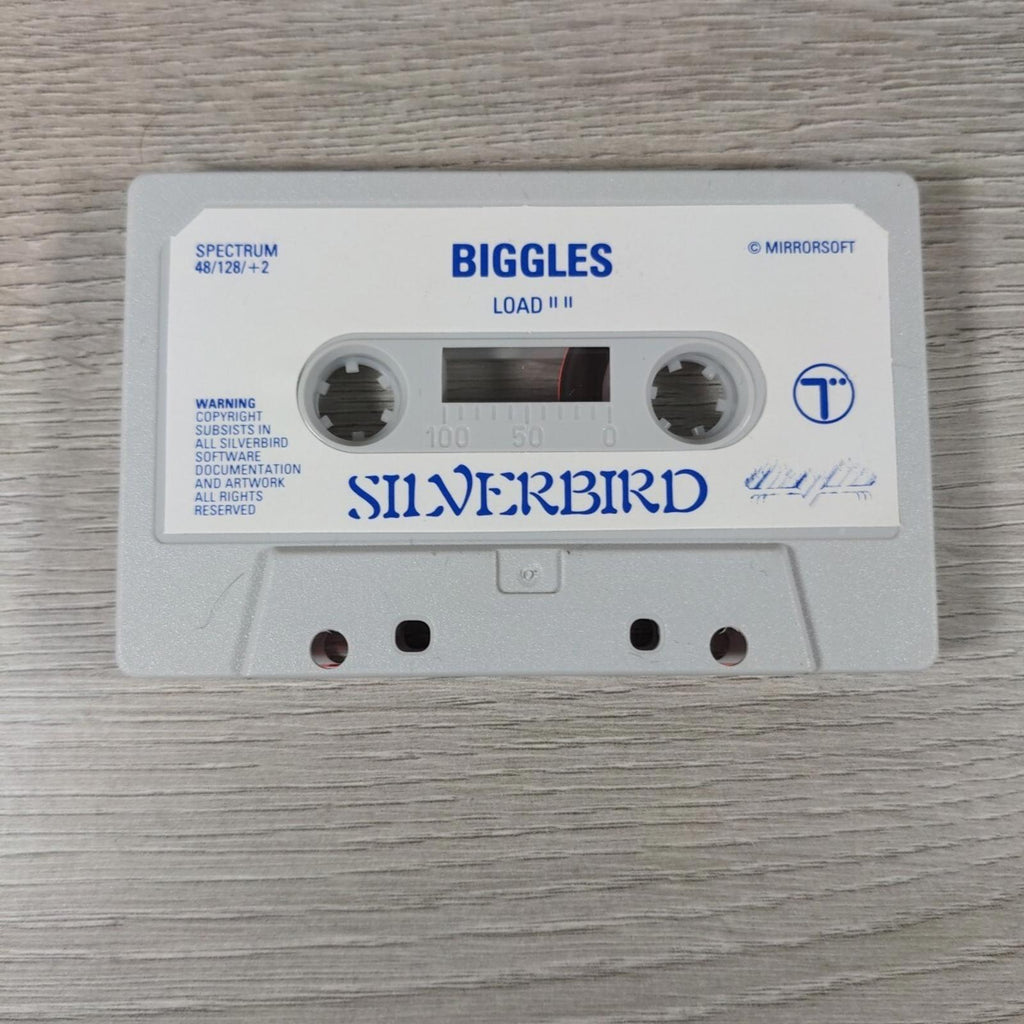 SPECTRUM
48/128/+2
BIGGLES
© MIRRORSOFT
LOAD " "
100 50 0
WARNING
COPYRIGHT
SUBSISTS IN
ALL SILVERBIRD
SOFTWARE
DOCUMENTATION
AND ARTWORK
ALL RIGHTS
RESERVED
SILVERBIRD